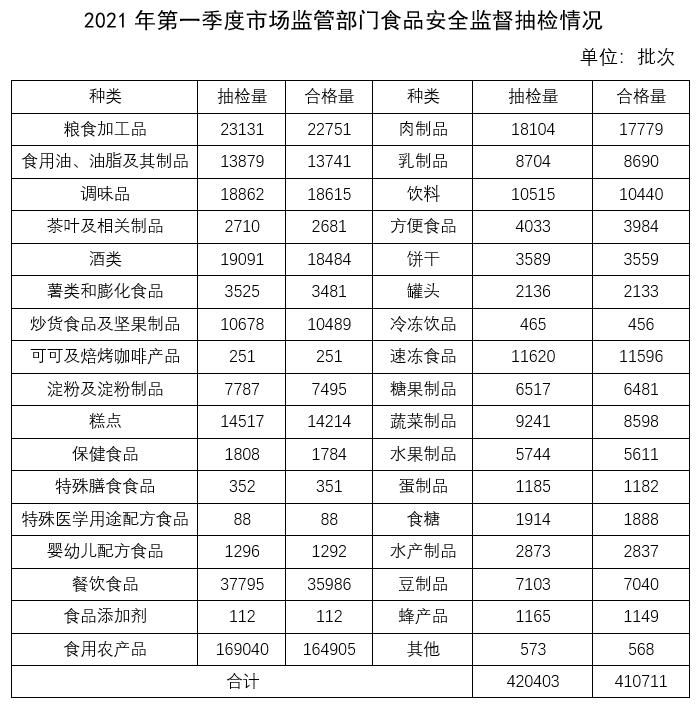 2021 年第一季度市场监管部门食品安全监督抽检情况
单位：批次
种类 抽检量 合格量 种类 抽检量 合格量
粮食加工品 23131 22751 肉制品 18104 17779
食用油、油脂及其制品 13879 13741 乳制品 8704 8690
调味品 18862 18615 饮料 10515 10440
茶叶及相关制品 2710 2681 方便食品 4033 3984
酒类 19091 18484 饼干 3589 3559
薯类和膨化食品 3525 3481 罐头 2136 2133
炒货食品及坚果制品 10678 10489 冷冻饮品 465 456
可可及焙烤咖啡产品 251 251 速冻食品 11620 11596
淀粉及淀粉制品 7787 7495 糖果制品 6517 6481
糕点 14517 14214 蔬菜制品 9241 8598
保健食品 1808 1784 水果制品 5744 5611
特殊膳食食品 352 351 蛋制品 1185 1182
特殊医学用途配方食品 88 88 食糖 1914 1888
婴幼儿配方食品 1296 1292 水产制品 2873 2837
餐饮食品 37795 35986 豆制品 7103 7040
食品添加剂 112 112 蜂产品 1165 1149
食用农产品 169040 164905 其他 573 568
合计 420403 410711